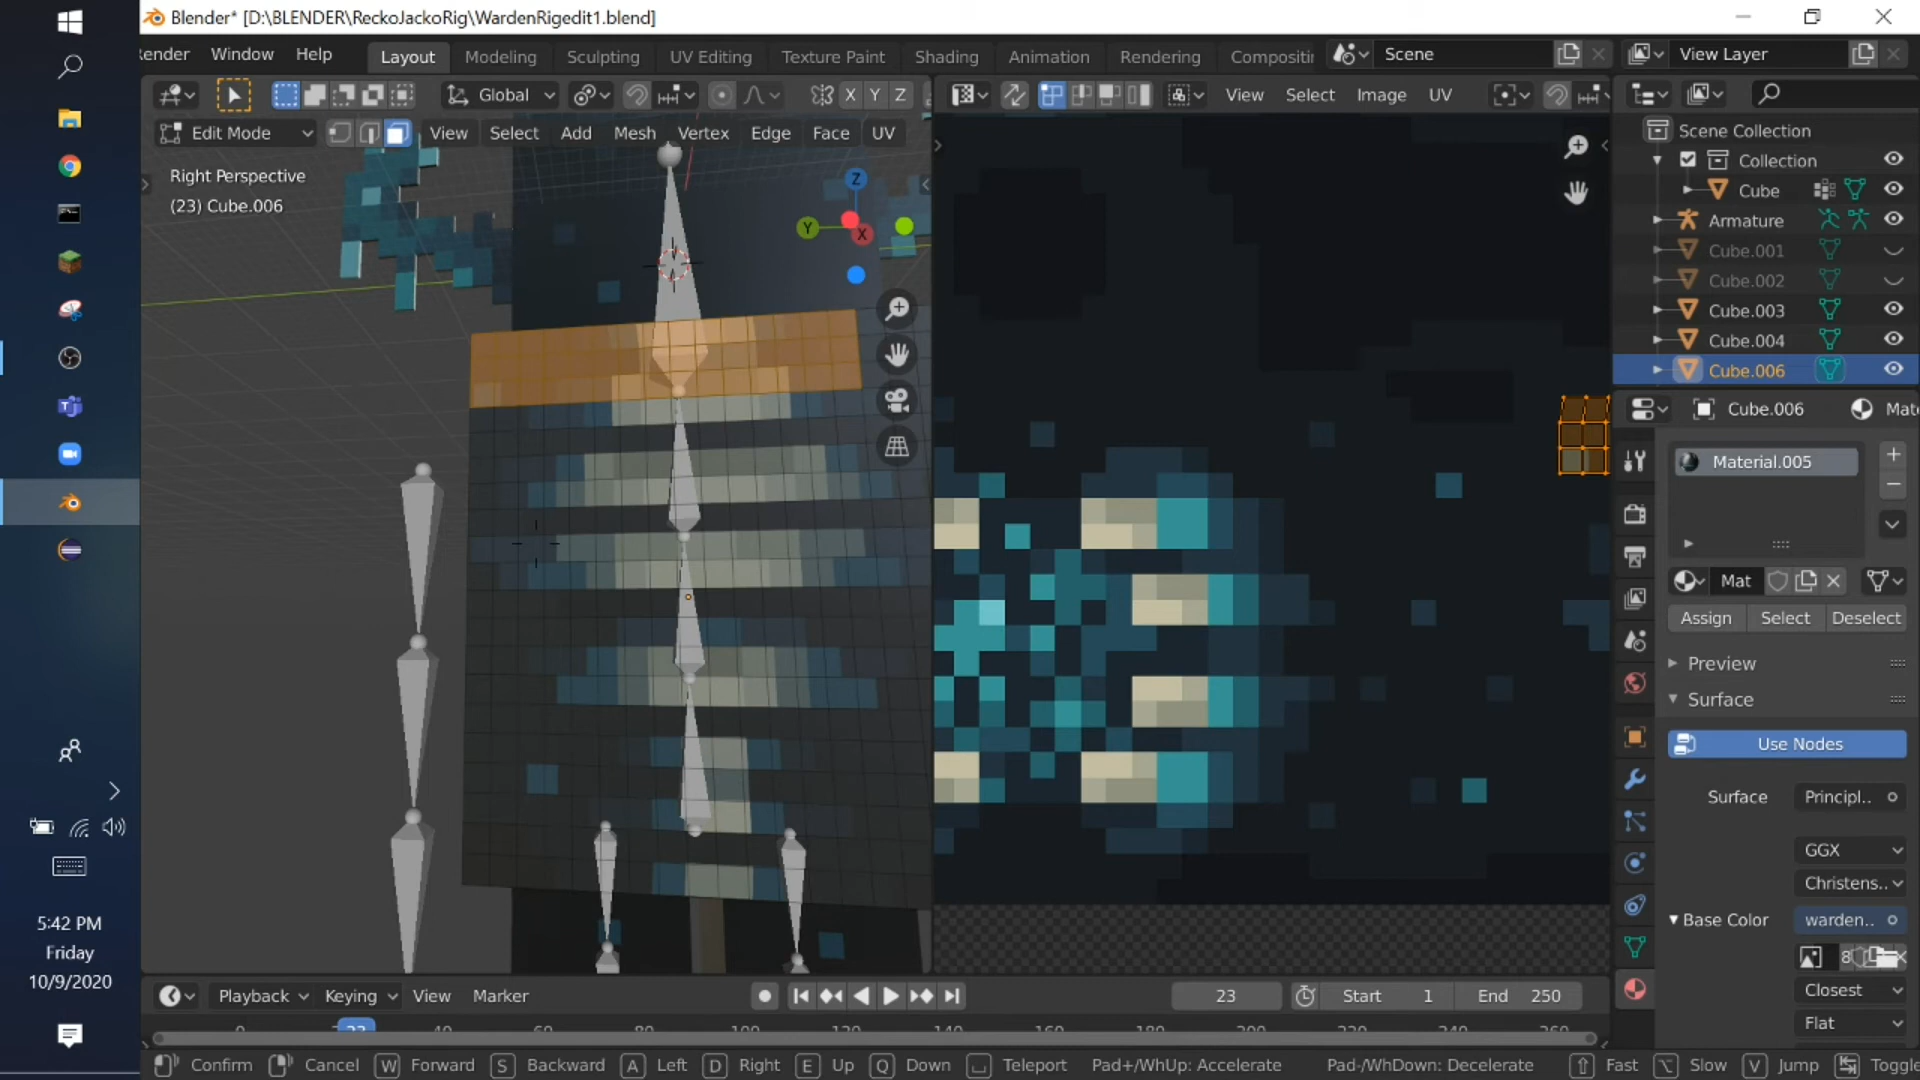 Blender* [D:\BLENDER\ReckoJackoRig\WardenRigedit1.blend]
ender Window Help Layout Modeling Sculpting UV Editing Texture Paint Shading Animation Rendering Scene View Layer
Global X Y Z View Select Image UV
Edit Mode View Select Add Mesh Vertex Edge Face UV
Right Perspective
(23) Cube.006
Z
Y
X
Scene Collection
Collection
Cube
Armature
Cube.001
Cube.002
Cube.003
Cube.004
Cube.006
Cube.006
Material.005
Mat
Assign Select Deselect
Preview
Surface
Use Nodes
Surface Principl..
GGX
Christens..
Base Color warden..
8
Closest
Flat
5:42 PM
Friday
10/9/2020
Playback Keying View Marker 23 Start 1 End 250
23
Confirm Cancel W Forward S Backward A Left D Right E Up Q Down Teleport Pad+/WhUp: Accelerate Pad-/WhDown: Decelerate Fast Slow V Jump